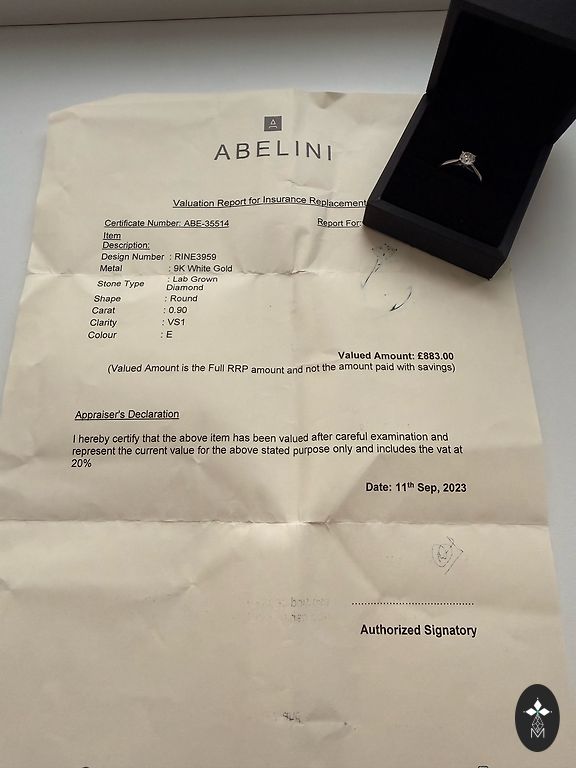 ABELINI
Valuation Report for Insurance Replacement
Certificate Number: ABE-35514 Report For:
Item
Description:
Design Number : RINE3959
Metal : 9K White Gold
Stone Type : Lab Grown Diamond
Shape : Round
Carat : 0.90
Clarity : VS1
Colour : E
Valued Amount: £883.00
(Valued Amount is the Full RRP amount and not the amount paid with savings)
Appraiser's Declaration
I hereby certify that the above item has been valued after careful examination and
represent the current value for the above stated purpose only and includes the vat at
20%
Date: 11th Sep, 2023
Authorized Signatory
M